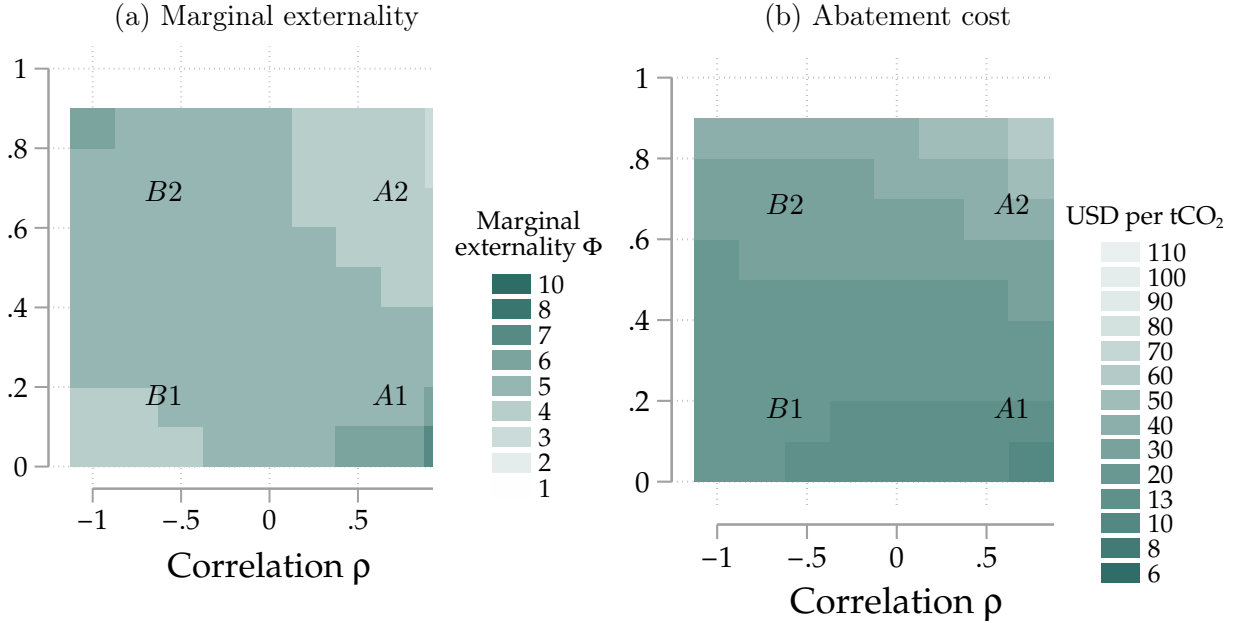 (a) Marginal externality
1
.8
.6
.4
.2
0
B2
A2
B1
A1
−1
−.5
0
.5
Correlation ρ
Marginal
externality Φ
10
8
7
6
5
4
3
2
1
(b) Abatement cost
1
.8
.6
.4
.2
0
B2
A2
B1
A1
−1
−.5
0
.5
Correlation ρ
USD per tCO₂
110
100
90
80
70
60
50
40
30
20
13
10
8
6